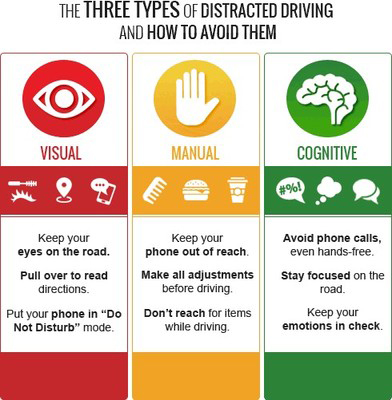 THE THREE TYPES OF DISTRACTED DRIVING
AND HOW TO AVOID THEM
VISUAL
Keep your
eyes on the road.
Pull over to read
directions.
Put your phone in “Do
Not Disturb” mode.
MANUAL
Keep your
phone out of reach.
Make all adjustments
before driving.
Don’t reach for items
while driving.
COGNITIVE
#%!
Avoid phone calls,
even hands-free.
Stay focused on the
road.
Keep your
emotions in check.